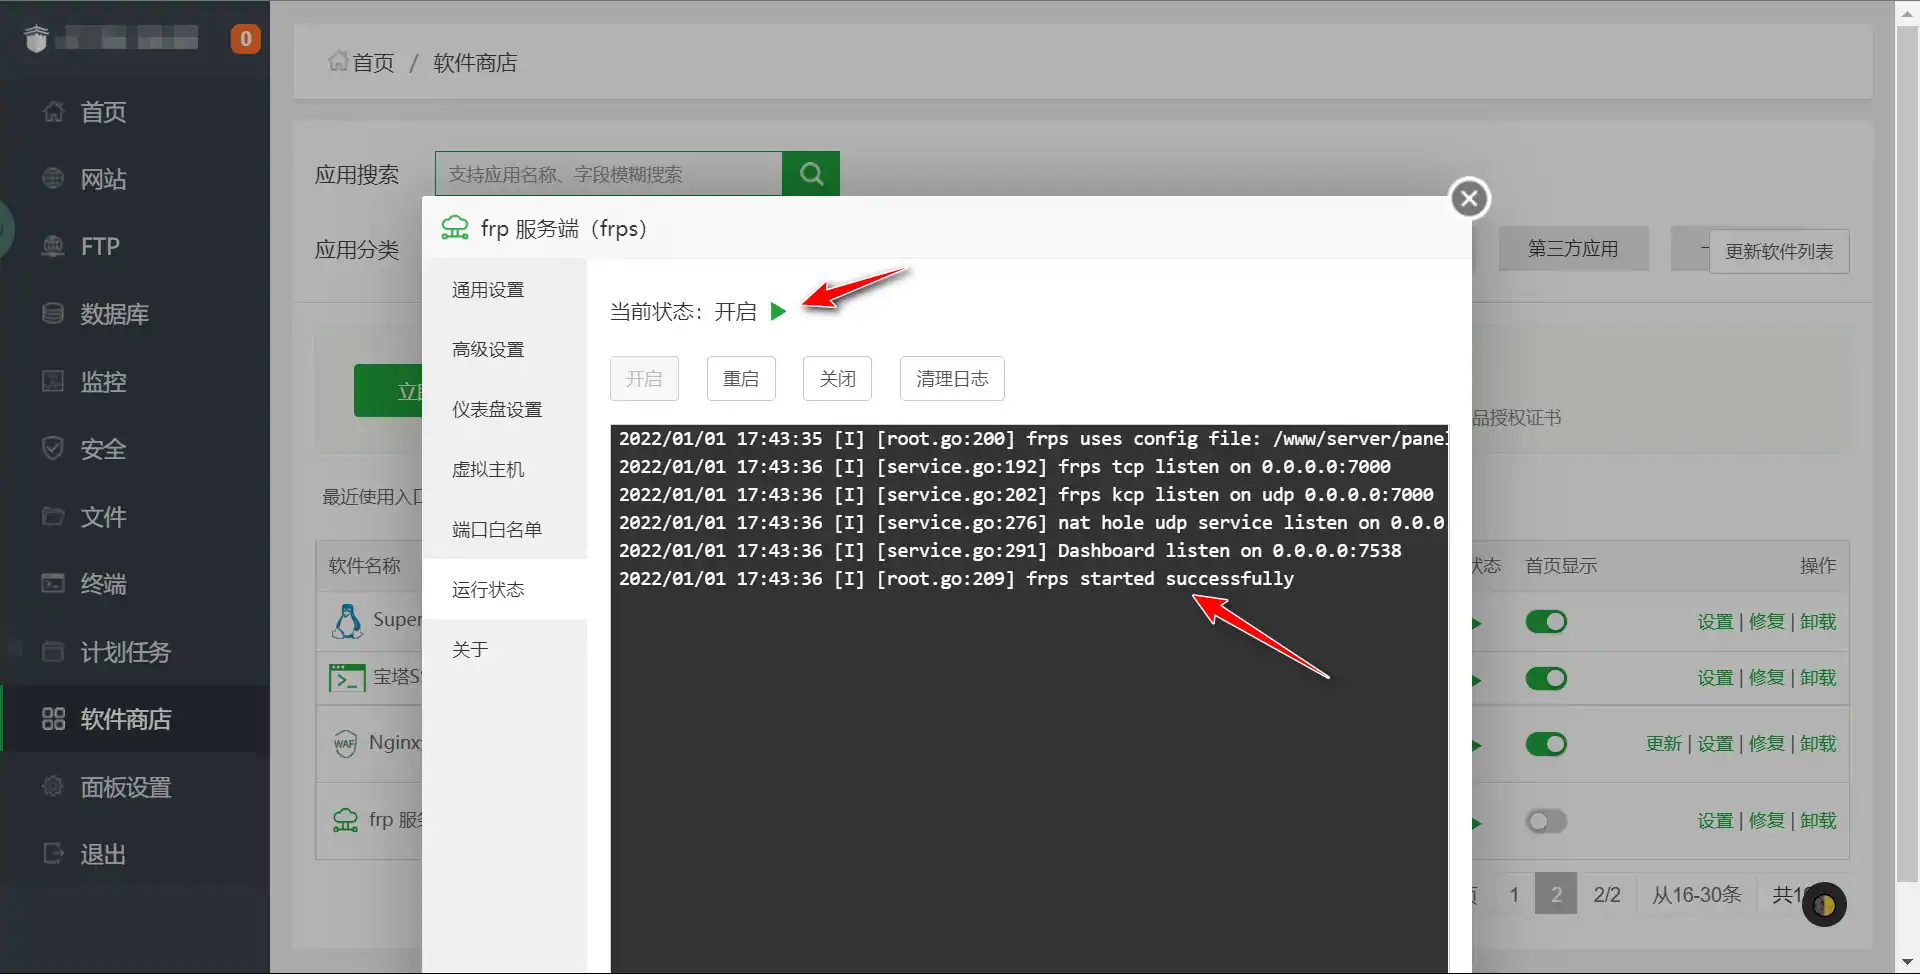 0
首页
网站
FTP
数据库
监控
安全
文件
终端
计划任务
软件商店
面板设置
退出
首页 / 软件商店
应用搜索
支持应用名称、字段模糊搜索
应用分类
第三方应用
更新软件列表
品授权证书
最近使用
软件名称
状态
首页显示
操作
Super
设置 | 修复 | 卸载
宝塔S
设置 | 修复 | 卸载
WAF
Nginx
更新 | 设置 | 修复 | 卸载
frp 服务
设置 | 修复 | 卸载
1
2
2/2
从16-30条
frp 服务端（frps）
通用设置
高级设置
仪表盘设置
虚拟主机
端口白名单
运行状态
关于
当前状态：开启
开启
重启
关闭
清理日志
2022/01/01 17:43:35 [I] [root.go:200] frps uses config file: /www/server/panel
2022/01/01 17:43:36 [I] [service.go:192] frps tcp listen on 0.0.0.0:7000
2022/01/01 17:43:36 [I] [service.go:202] frps kcp listen on udp 0.0.0.0:7000
2022/01/01 17:43:36 [I] [service.go:276] nat hole udp service listen on 0.0.0
2022/01/01 17:43:36 [I] [service.go:291] Dashboard listen on 0.0.0.0:7538
2022/01/01 17:43:36 [I] [root.go:209] frps started successfully